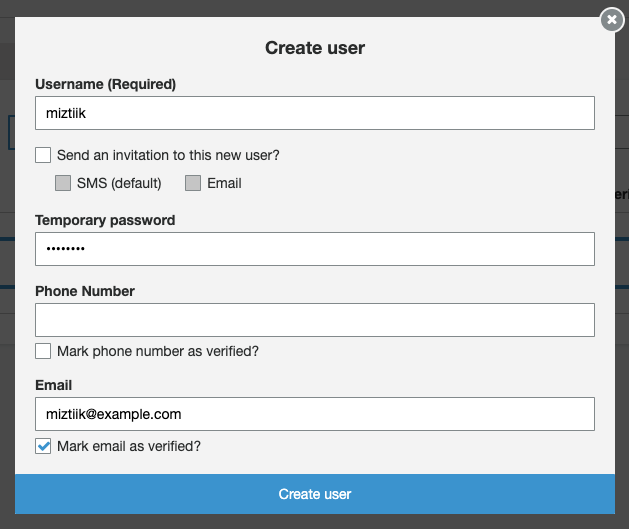 Create user
Username (Required)
miztiik
Send an invitation to this new user?
SMS (default) Email
Temporary password
••••••••
Phone Number
Mark phone number as verified?
Email
miztiik@example.com
Mark email as verified?
Create user